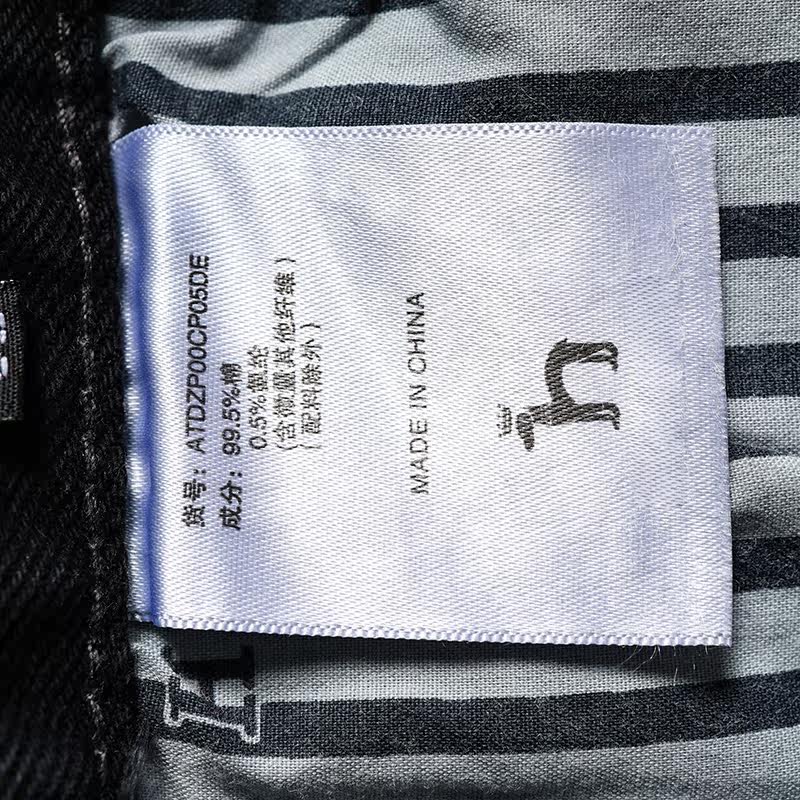 货号：ATDZP00CP05DE
成分：99.5%棉
0.5%氨纶
（含微量其他纤维）
（配料除外）
MADE IN CHINA
H